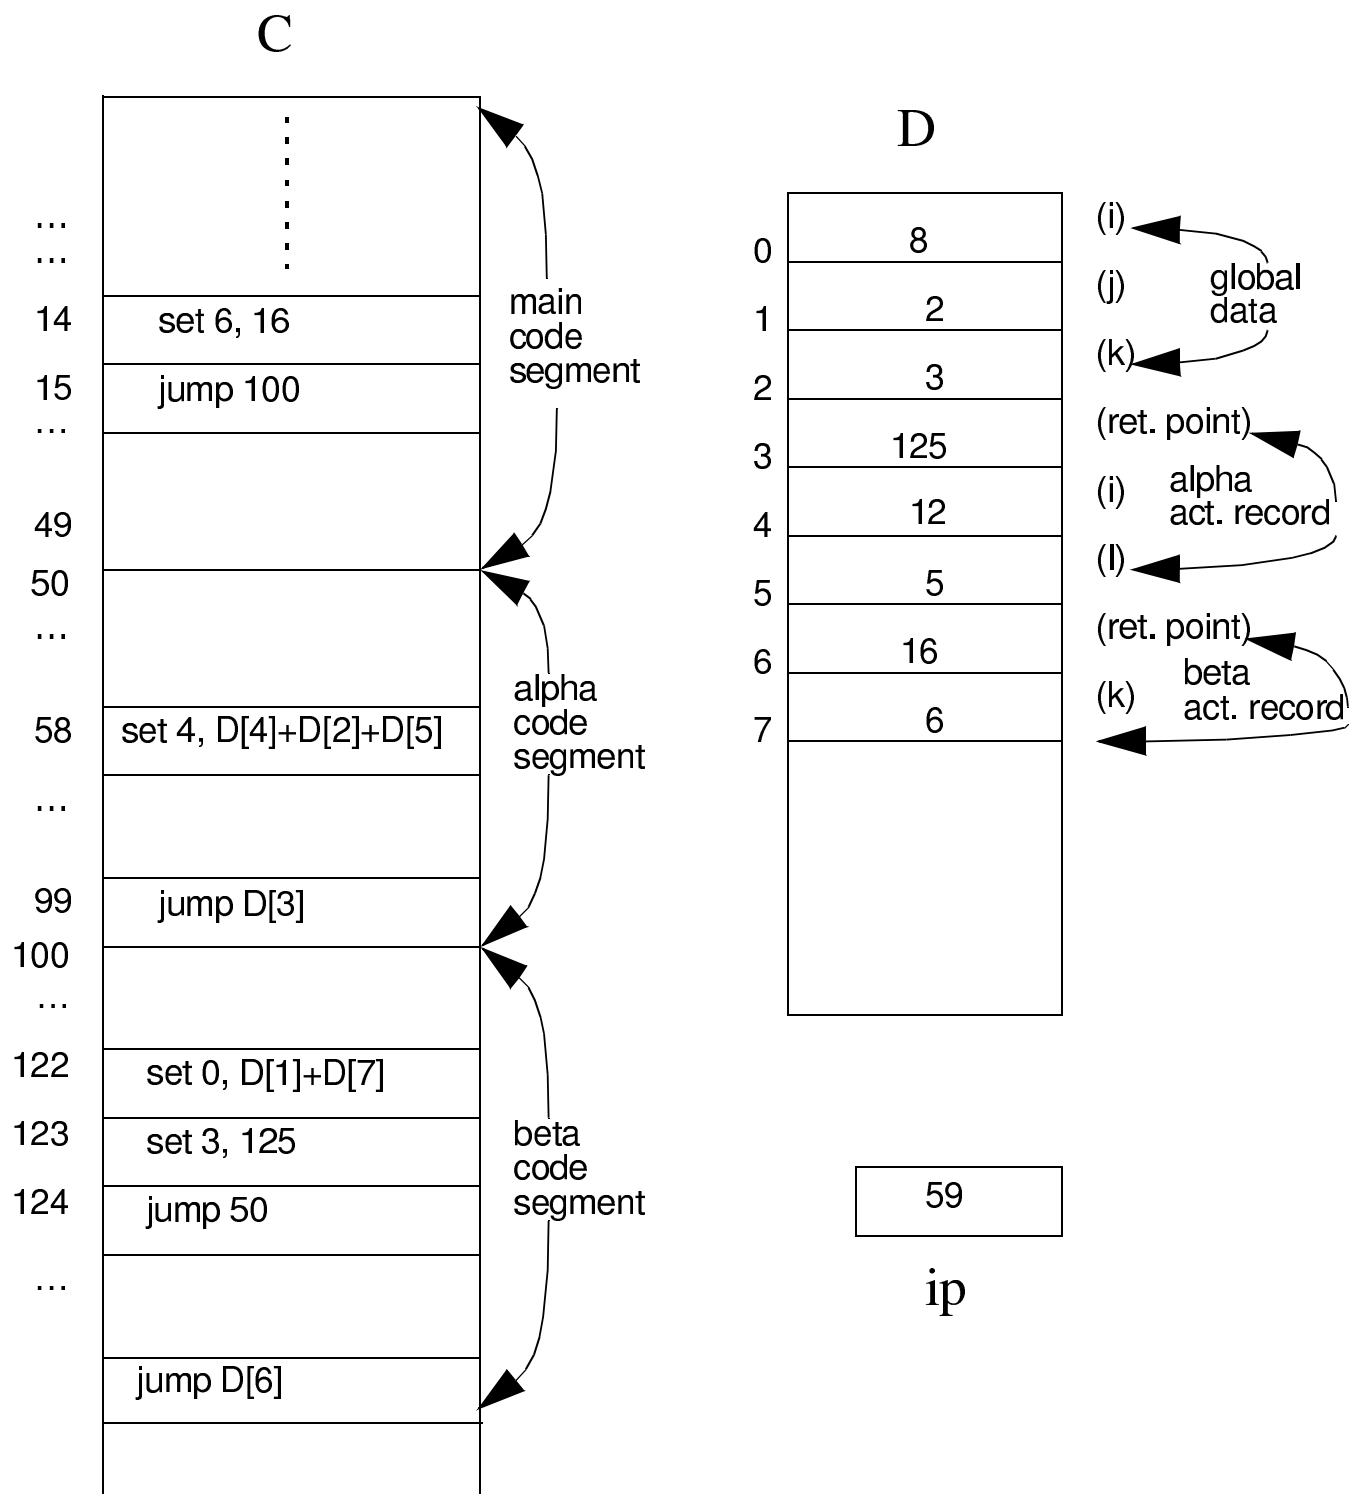 C
...
...
14 set 6, 16
15 jump 100
...
49
50
...
58 set 4, D[4]+D[2]+D[5]
...
99 jump D[3]
100
...
122 set 0, D[1]+D[7]
123 set 3, 125
124 jump 50
...
jump D[6]
main
code
segment
alpha
code
segment
beta
code
segment
D
0 8 (i)
1 2 (j)
2 3 (k)
3 125 (ret. point)
4 12 (i)
5 5 (l)
6 16 (ret. point)
7 6 (k)
global
data
alpha
act. record
beta
act. record
59
ip